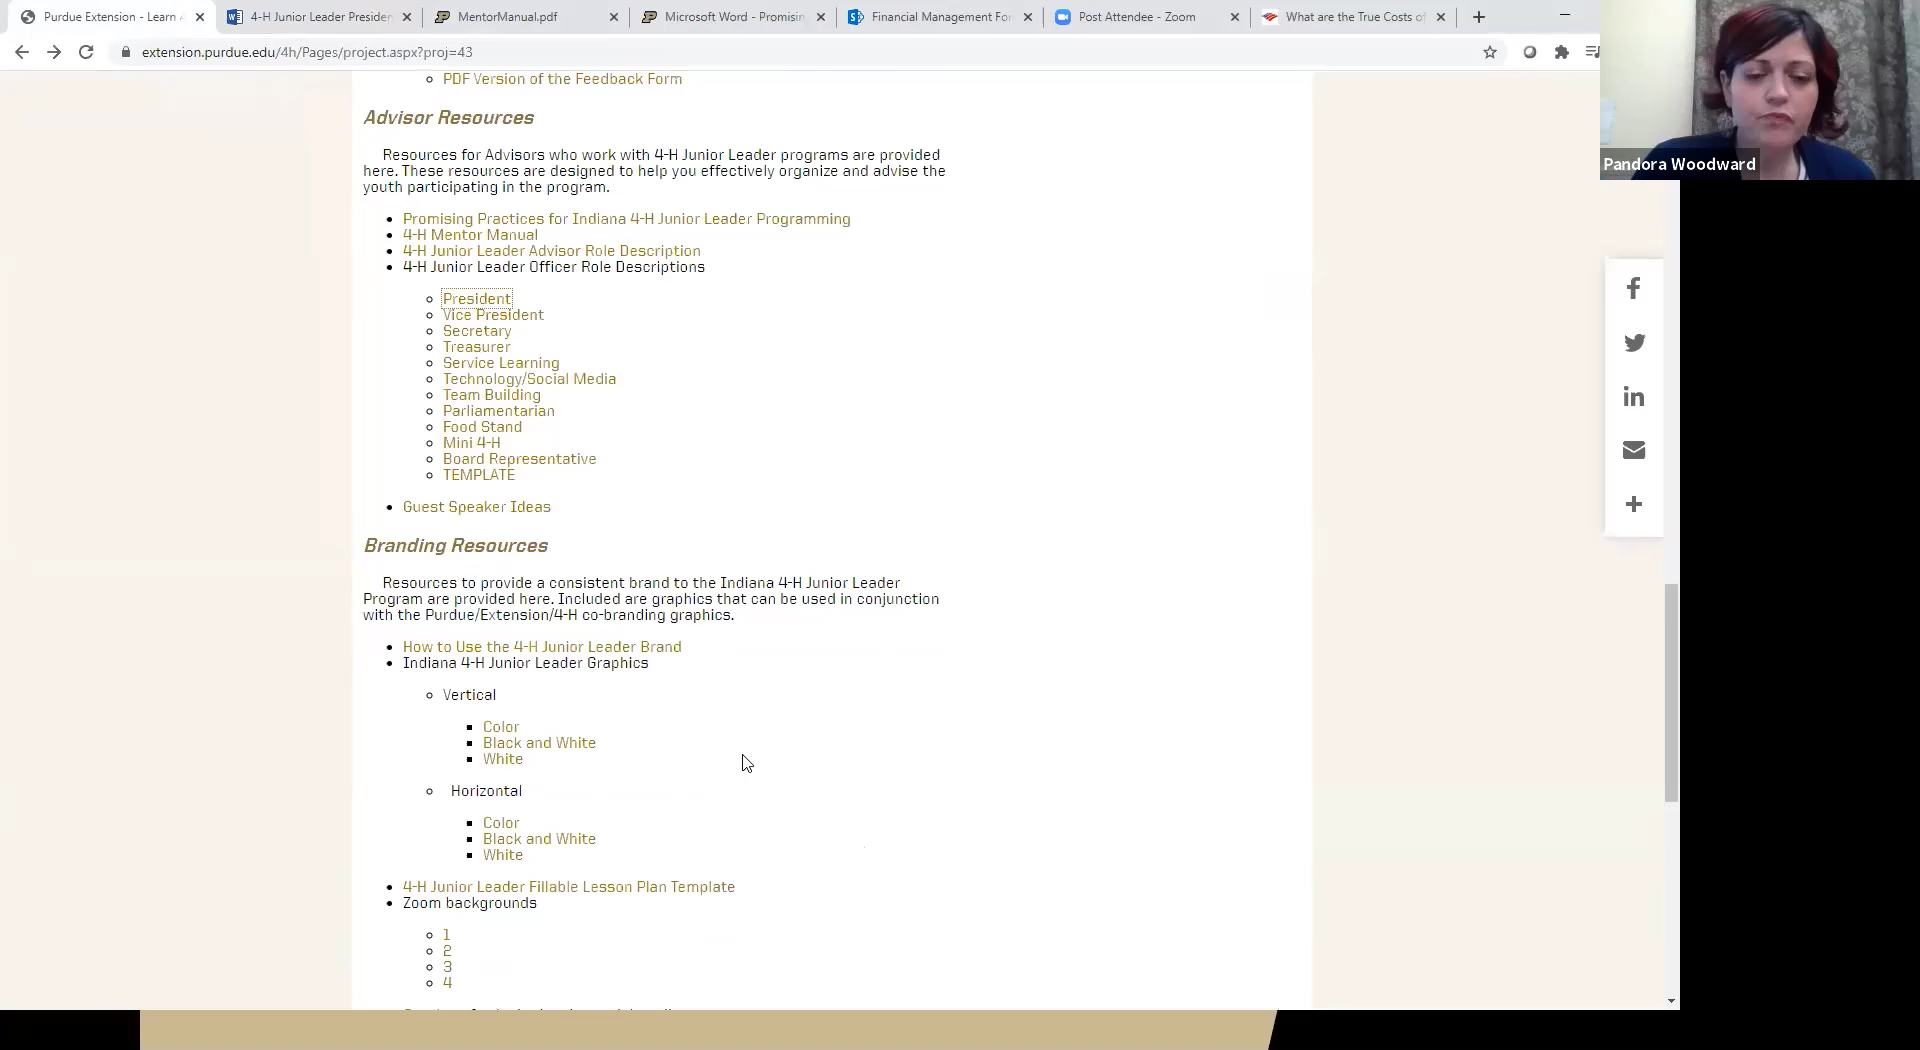 Purdue Extension - Learn
4-H Junior Leader Presiden
MentorManual.pdf
Microsoft Word - Promisin
Financial Management For
Post Attendee - Zoom
What are the True Costs of
extension.purdue.edu/4h/Pages/project.aspx?proj=43
Pandora Woodward
PDF Version of the Feedback Form
Advisor Resources
Resources for Advisors who work with 4-H Junior Leader programs are provided
here. These resources are designed to help you effectively organize and advise the
youth participating in the program.
Promising Practices for Indiana 4-H Junior Leader Programming
4-H Mentor Manual
4-H Junior Leader Advisor Role Description
4-H Junior Leader Officer Role Descriptions
President
Vice President
Secretary
Treasurer
Service Learning
Technology/Social Media
Team Building
Parliamentarian
Food Stand
Mini 4-H
Board Representative
TEMPLATE
Guest Speaker Ideas
Branding Resources
Resources to provide a consistent brand to the Indiana 4-H Junior Leader
Program are provided here. Included are graphics that can be used in conjunction
with the Purdue/Extension/4-H co-branding graphics.
How to Use the 4-H Junior Leader Brand
Indiana 4-H Junior Leader Graphics
Vertical
Color
Black and White
White
Horizontal
Color
Black and White
White
4-H Junior Leader Fillable Lesson Plan Template
Zoom backgrounds
1
2
3
4